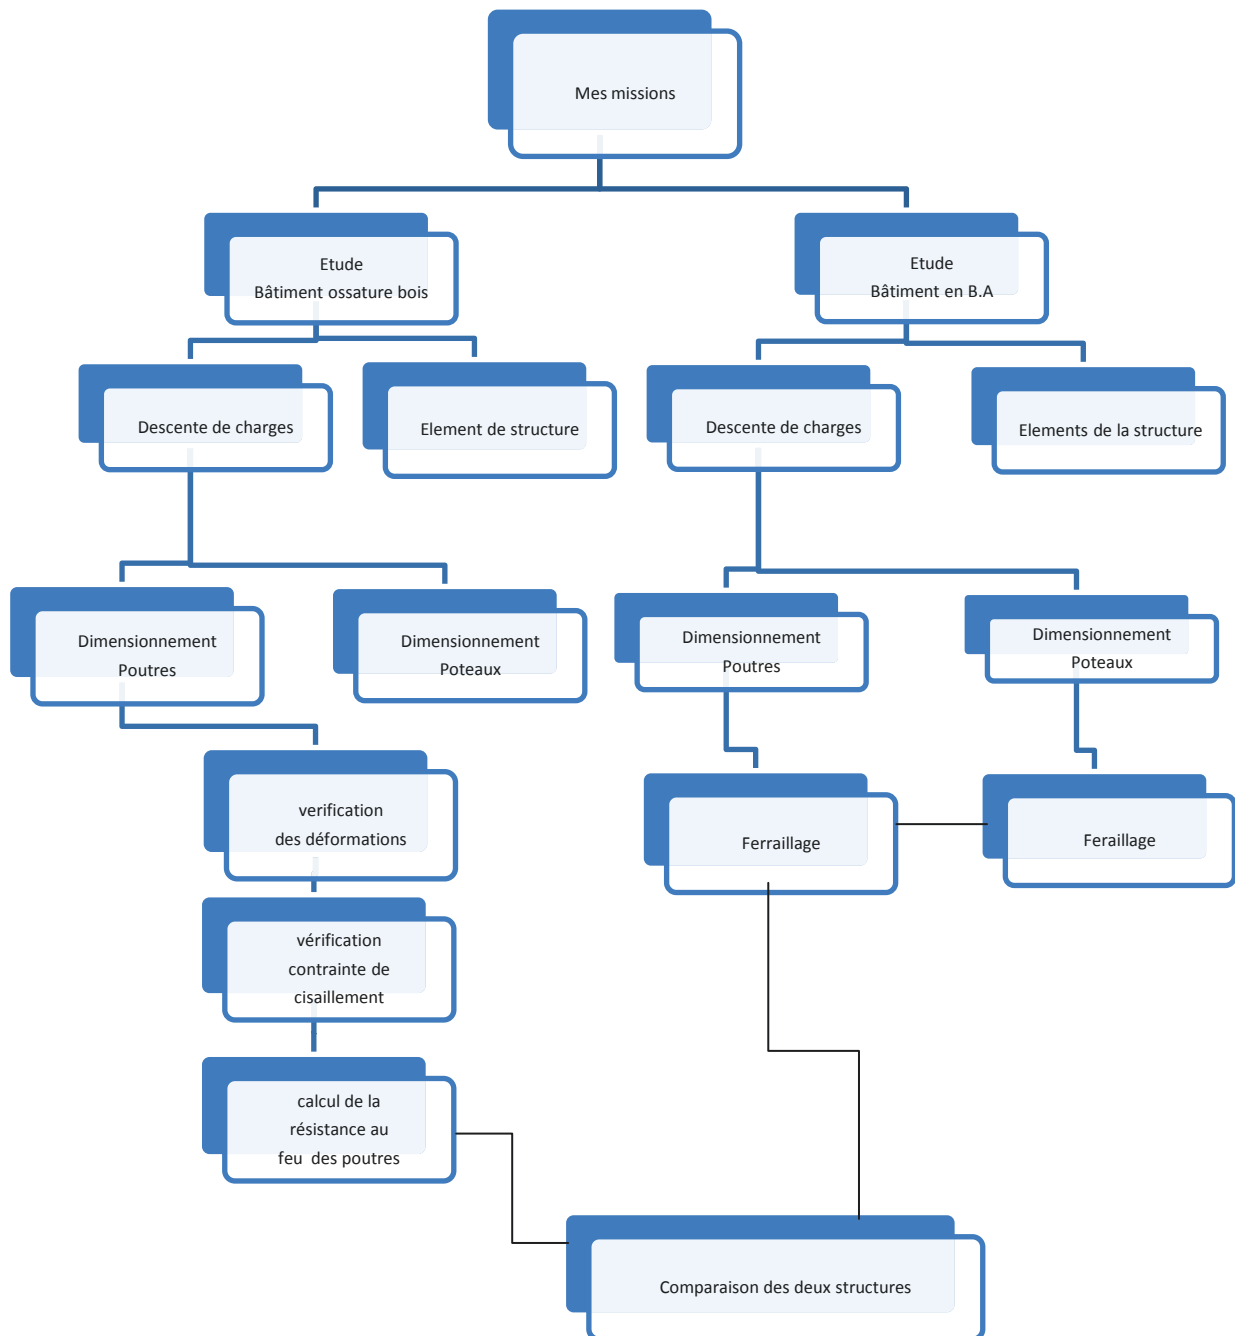 Mes missions
Etude
Bâtiment ossature bois
Etude
Bâtiment en B.A
Descente de charges
Element de structure
Descente de charges
Elements de la structure
Dimensionnement
Poutres
Dimensionnement
Poteaux
Dimensionnement
Poutres
Dimensionnement
Poteaux
verification
des déformations
Ferraillage
Feraillage
vérification
contrainte de
cisaillement
calcul de la
résistance au
feu des poutres
Comparaison des deux structures